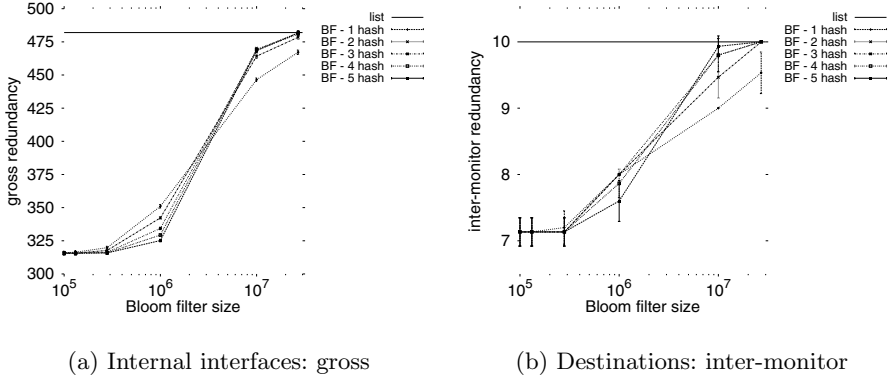 gross redundancy
500
475
450
425
400
375
350
325
300
10^5
10^6
10^7
Bloom filter size
list
BF - 1 hash
BF - 2 hash
BF - 3 hash
BF - 4 hash
BF - 5 hash
(a) Internal interfaces: gross
inter-monitor redundancy
10
9
8
7
10^5
10^6
10^7
Bloom filter size
list
BF - 1 hash
BF - 2 hash
BF - 3 hash
BF - 4 hash
BF - 5 hash
(b) Destinations: inter-monitor